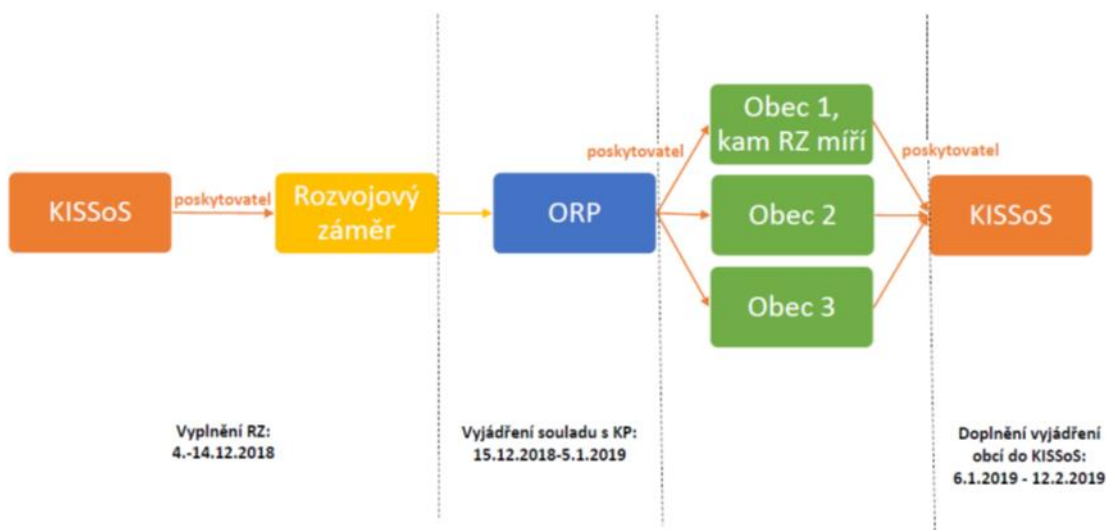 KISSoS
poskytovatel
Rozvojový
záměr
ORP
poskytovatel
Obec 1,
kam RZ míří
Obec 2
Obec 3
poskytovatel
KISSoS
Vyplnění RZ:
4.-14.12.2018
Vyjádření souladu s KP:
15.12.2018-5.1.2019
Doplnění vyjádření
obcí do KISSoS:
6.1.2019 - 12.2.2019